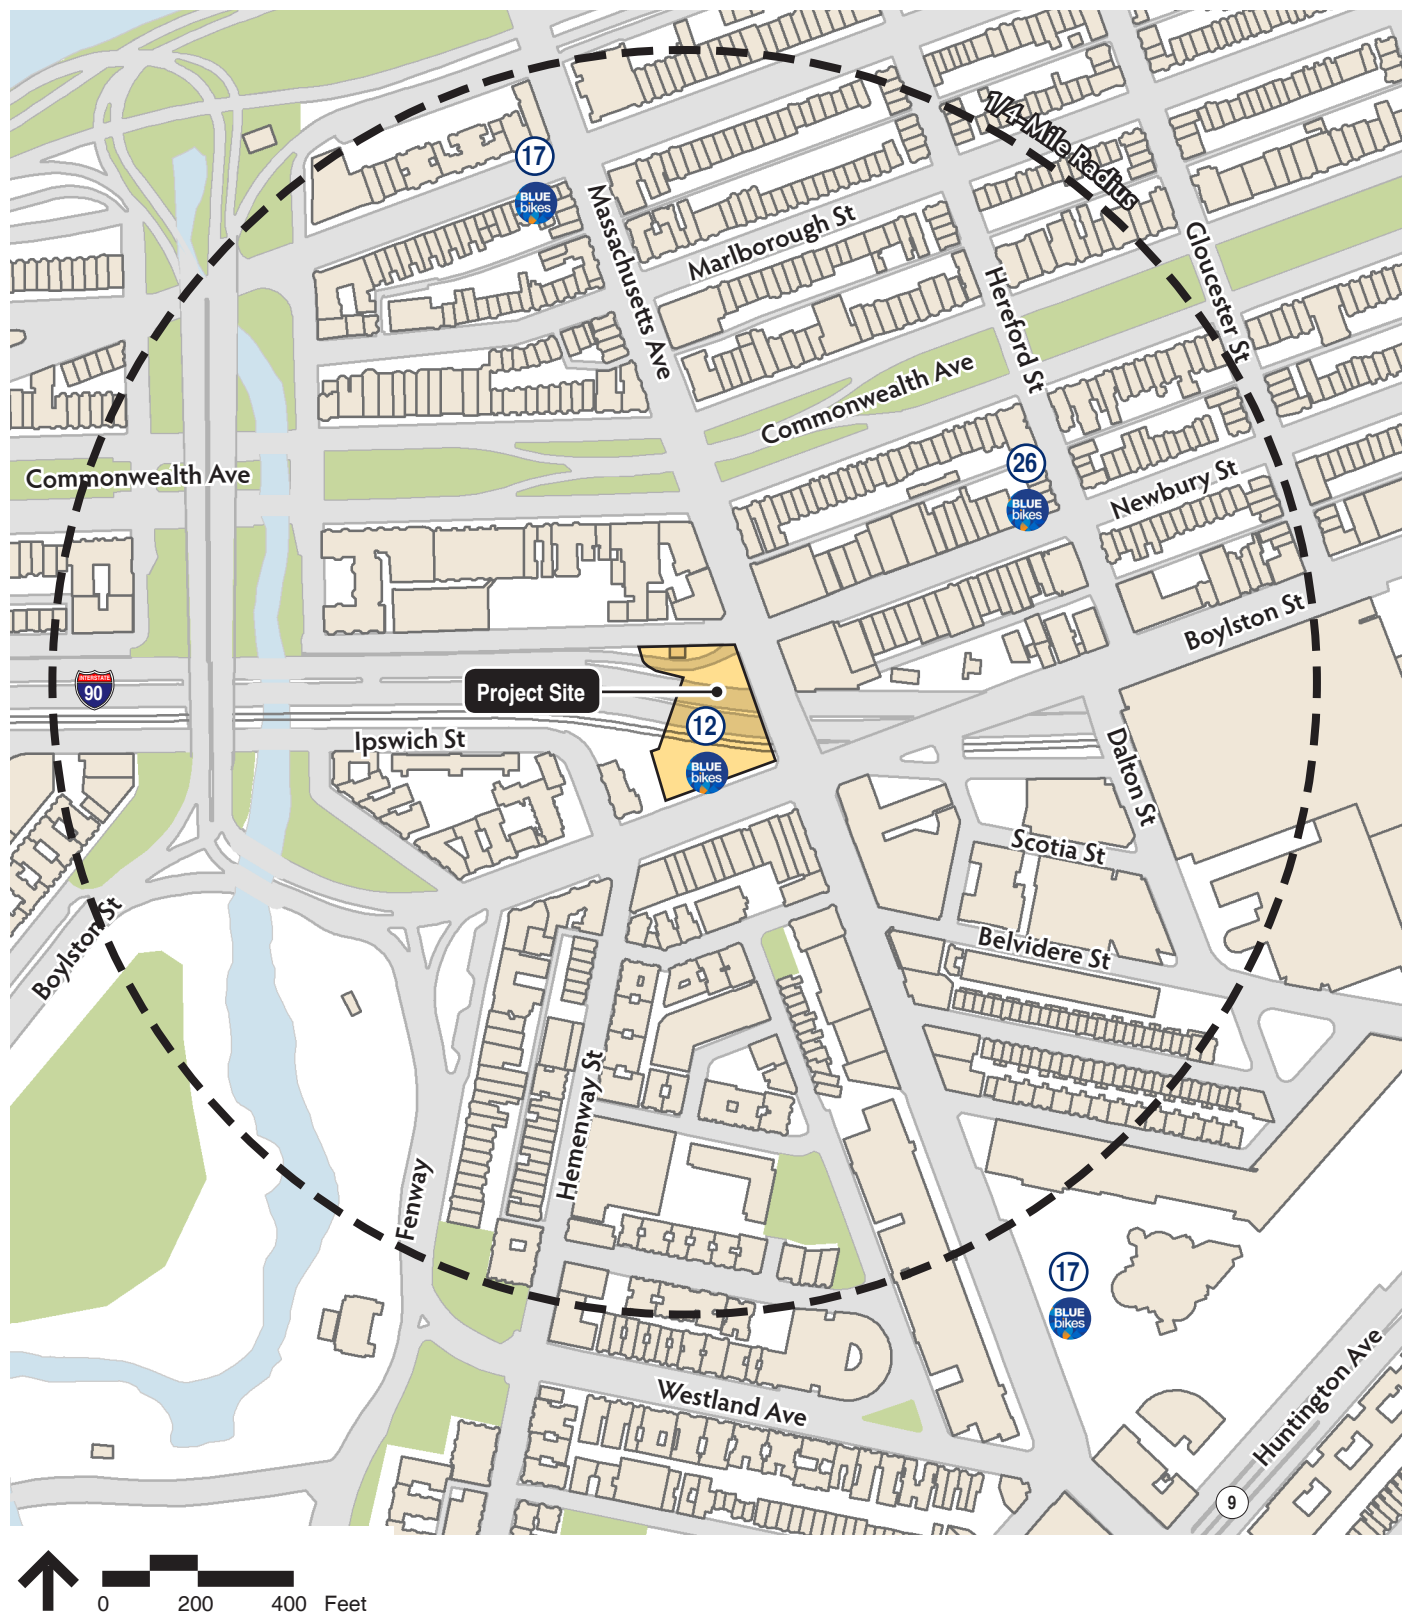 1/4-Mile Radius
17
BLUE
bikes
Massachusetts Ave
Marlborough St
Gloucester St
Hereford St
Commonwealth Ave
Commonwealth Ave
26
BLUE
bikes
Newbury St
Boylston St
INTERSTATE
90
Project Site
12
BLUE
bikes
Ipswich St
Dalton St
Scotia St
Boylston St
Belvidere St
Hemenway St
Fenway
17
BLUE
bikes
Westland Ave
Huntington Ave
9
0 200 400 Feet